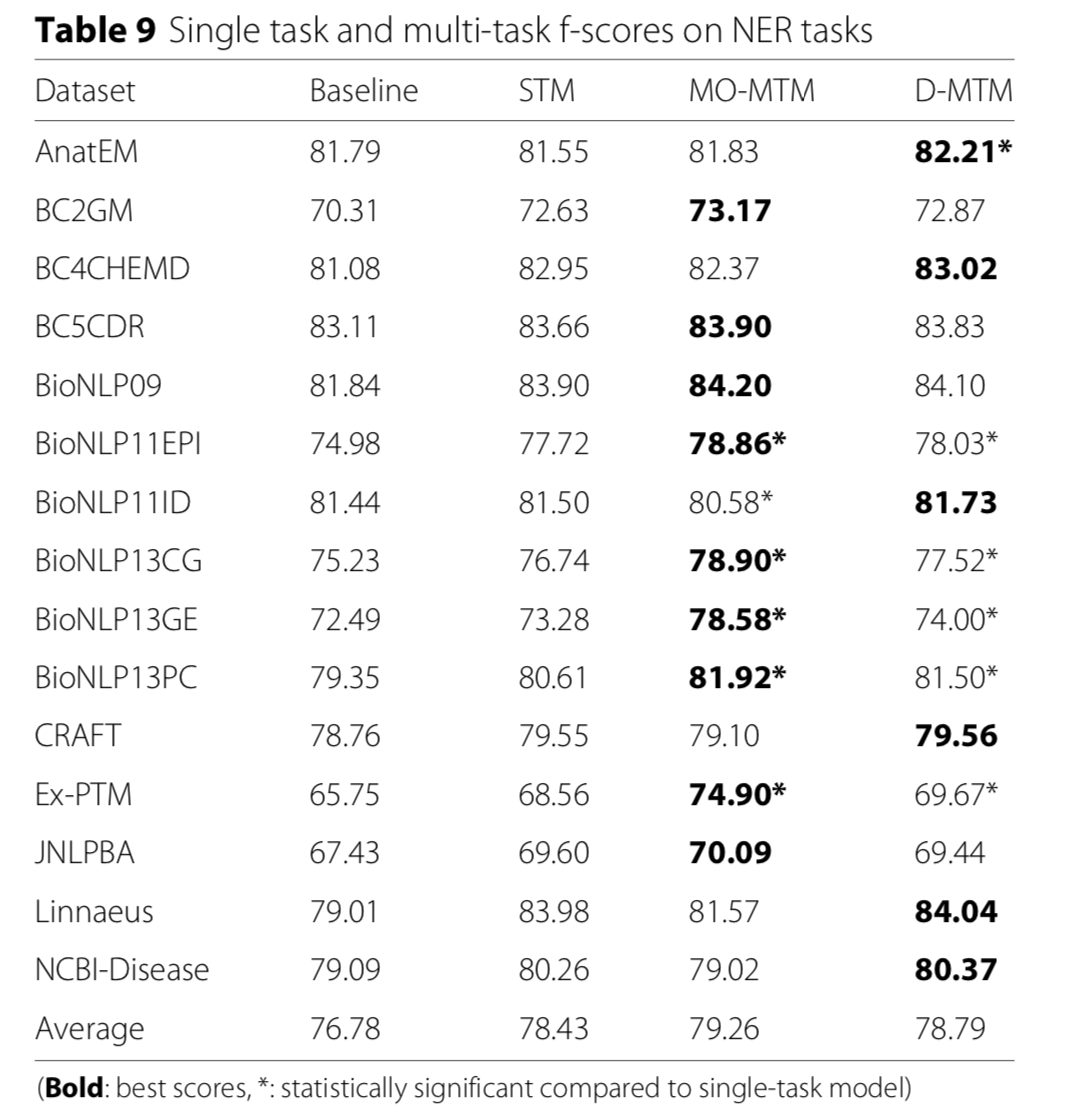 Table 9 Single task and multi-task f-scores on NER tasks
Dataset Baseline STM MO-MTM D-MTM
AnatEM 81.79 81.55 81.83 82.21*
BC2GM 70.31 72.63 73.17 72.87
BC4CHEMD 81.08 82.95 82.37 83.02
BC5CDR 83.11 83.66 83.90 83.83
BioNLP09 81.84 83.90 84.20 84.10
BioNLP11EPI 74.98 77.72 78.86* 78.03*
BioNLP11ID 81.44 81.50 80.58* 81.73
BioNLP13CG 75.23 76.74 78.90* 77.52*
BioNLP13GE 72.49 73.28 78.58* 74.00*
BioNLP13PC 79.35 80.61 81.92* 81.50*
CRAFT 78.76 79.55 79.10 79.56
Ex-PTM 65.75 68.56 74.90* 69.67*
JNLPBA 67.43 69.60 70.09 69.44
Linnaeus 79.01 83.98 81.57 84.04
NCBI-Disease 79.09 80.26 79.02 80.37
Average 76.78 78.43 79.26 78.79
(Bold: best scores, *: statistically significant compared to single-task model)